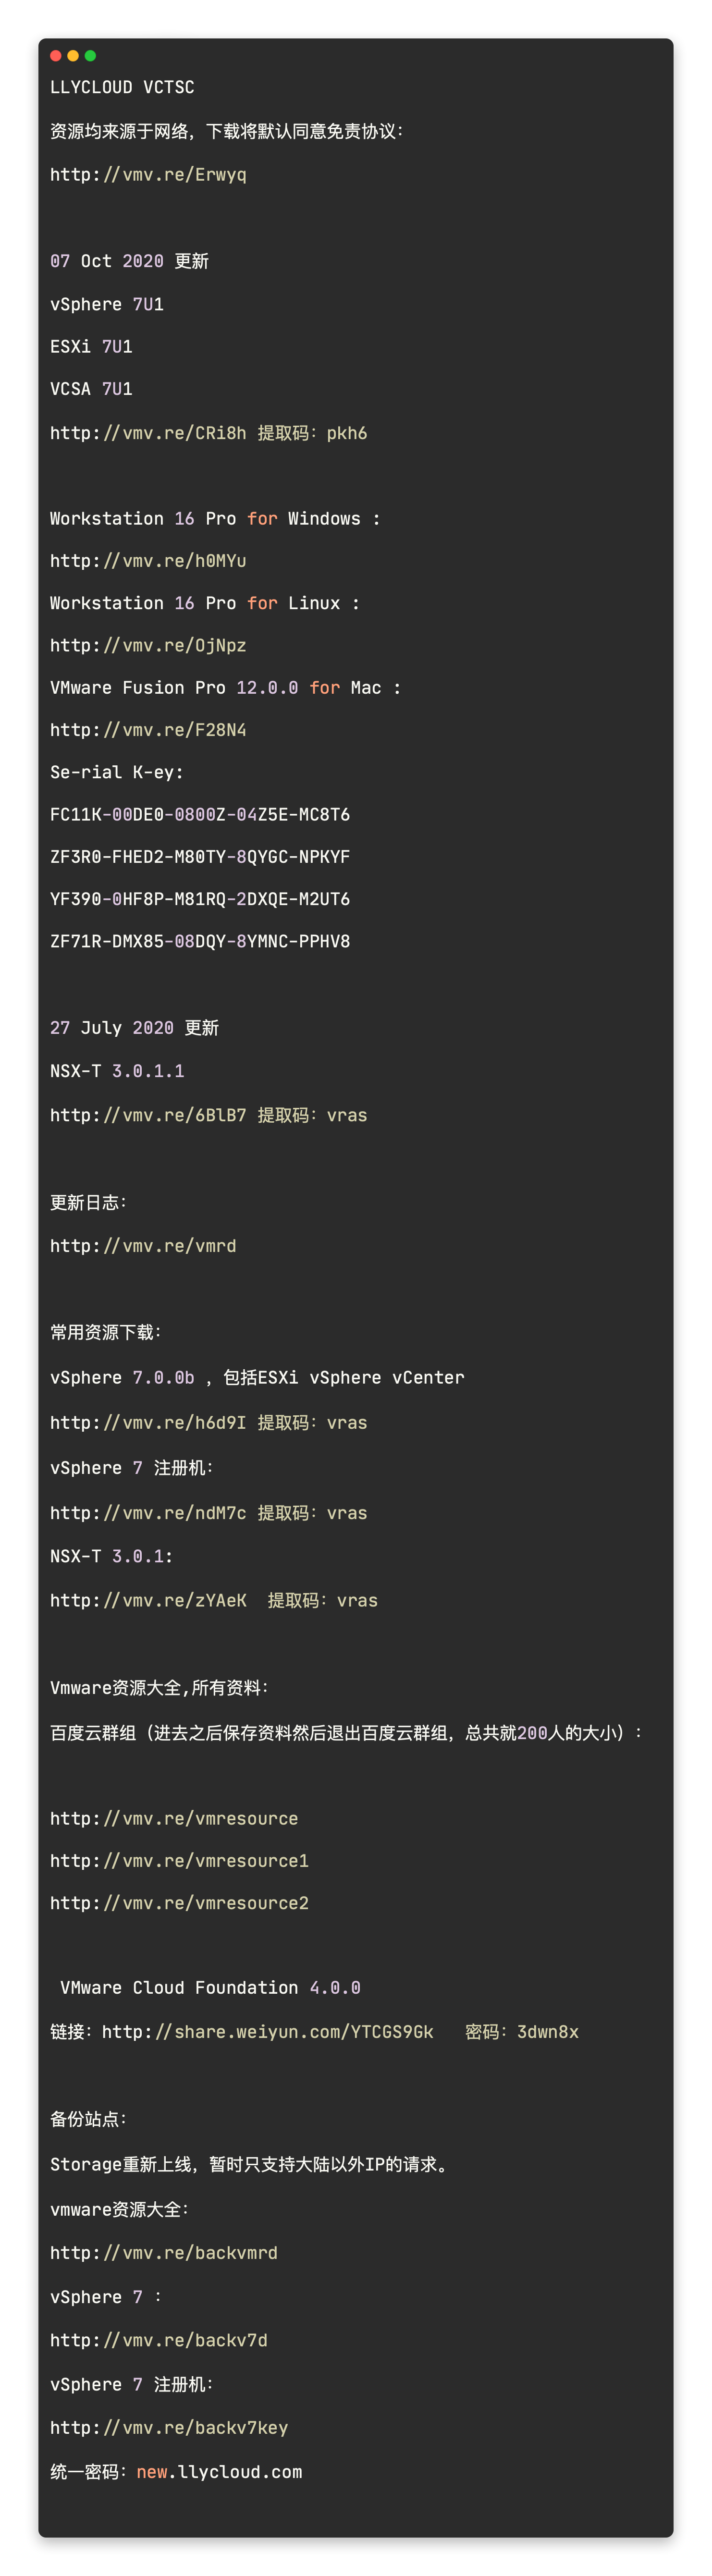 LLYCLOUD VCTSC
资源均来源于网络，下载将默认同意免责协议：
http://vmv.re/Erwyq
07 Oct 2020 更新
vSphere 7U1
ESXi 7U1
VCSA 7U1
http://vmv.re/CRi8h 提取码：pkh6
Workstation 16 Pro for Windows :
http://vmv.re/h0MYu
Workstation 16 Pro for Linux :
http://vmv.re/OjNpz
VMware Fusion Pro 12.0.0 for Mac :
http://vmv.re/F28N4
Se-rial K-ey:
FC11K-00DE0-0800Z-04Z5E-MC8T6
ZF3R0-FHED2-M80TY-8QYGC-NPKYF
YF390-0HF8P-M81RQ-2DXQE-M2UT6
ZF71R-DMX85-08DQY-8YMNC-PPHV8
27 July 2020 更新
NSX-T 3.0.1.1
http://vmv.re/6BlB7 提取码：vras
更新日志：
http://vmv.re/vmrd
常用资源下载：
vSphere 7.0.0b ，包括ESXi vSphere vCenter
http://vmv.re/h6d9I 提取码：vras
vSphere 7 注册机：
http://vmv.re/ndM7c 提取码：vras
NSX-T 3.0.1:
http://vmv.re/zYAeK 提取码：vras
Vmware资源大全,所有资料：
百度云群组（进去之后保存资料然后退出百度云群组，总共就200人的大小）：
http://vmv.re/vmresource
http://vmv.re/vmresource1
http://vmv.re/vmresource2
VMware Cloud Foundation 4.0.0
链接：http://share.weiyun.com/YTCGS9Gk 密码：3dwn8x
备份站点：
Storage重新上线，暂时只支持大陆以外IP的请求。
vmware资源大全：
http://vmv.re/backvmrd
vSphere 7 ：
http://vmv.re/backv7d
vSphere 7 注册机：
http://vmv.re/backv7key
统一密码：new.llycloud.com